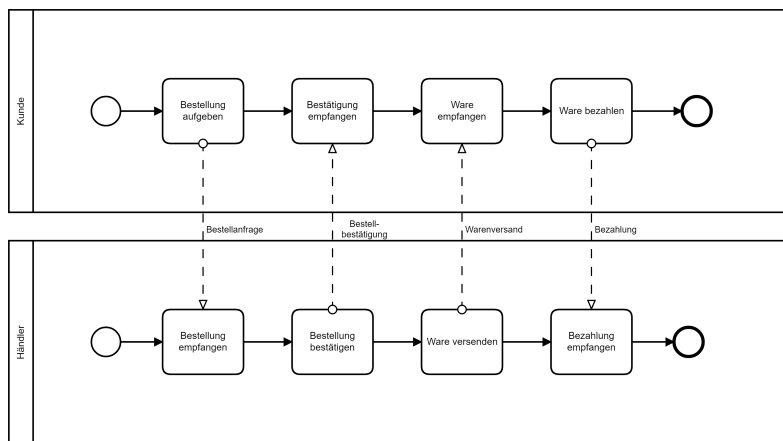 Kunde
Bestellung
aufgeben
Bestätigung
empfangen
Ware
empfangen
Ware bezahlen
Bestellanfrage
Bestell-
bestätigung
Warenversand
Bezahlung
Händler
Bestellung
empfangen
Bestellung
bestätigen
Ware versenden
Bezahlung
empfangen